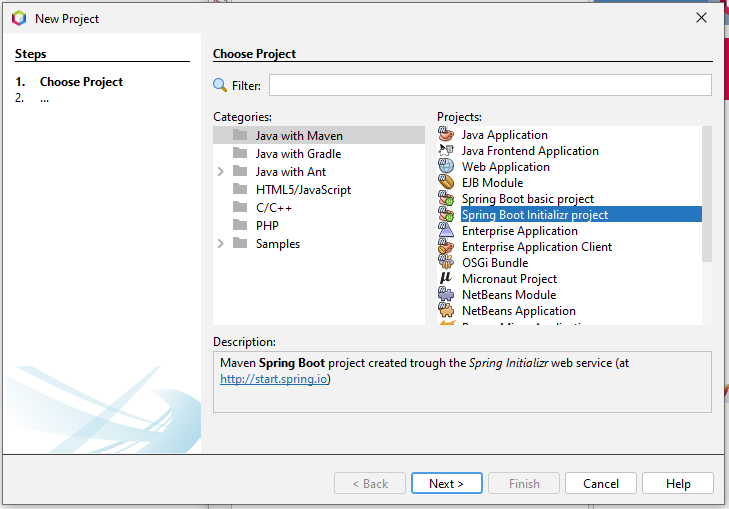 New Project
Steps
1. Choose Project
2. ...
Choose Project
Filter:
Categories:
Java with Maven
Java with Gradle
Java with Ant
HTML5/JavaScript
C/C++
PHP
Samples
Projects:
Java Application
Java Frontend Application
Web Application
EJB Module
Spring Boot basic project
Spring Boot Initializr project
Enterprise Application
Enterprise Application Client
OSGi Bundle
Micronaut Project
NetBeans Module
NetBeans Application
Description:
Maven Spring Boot project created trough the Spring Initializr web service (at
http://start.spring.io)
< Back
Next >
Finish
Cancel
Help